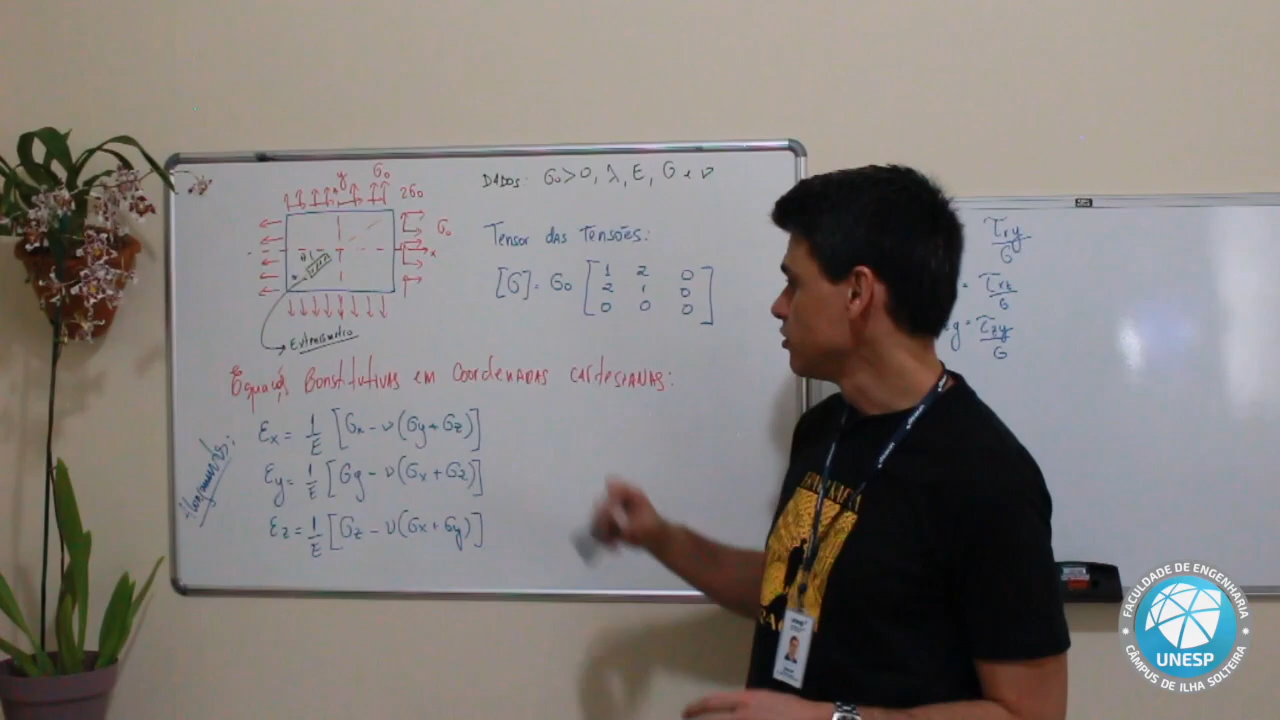 DADOS: σ₀>0, λ, E, G e ν
y
σ₀
2σ₀
σ₀
x
Extensômetro
Tensor das Tensões:
[σ]= σ₀ [1 2 0
2 1 0
0 0 0]
Equações Constitutivas em Coordenadas CARTESIANAS:
εx = 1/E [σx - ν(σy + σz)]
εy = 1/E [σy - ν(σx + σz)]
εz = 1/E [σz - ν(σx + σy)]
τxy/G
= τxz/G
= τzy/G
FACULDADE DE ENGENHARIA
UNESP
CÂMPUS DE ILHA SOLTEIRA